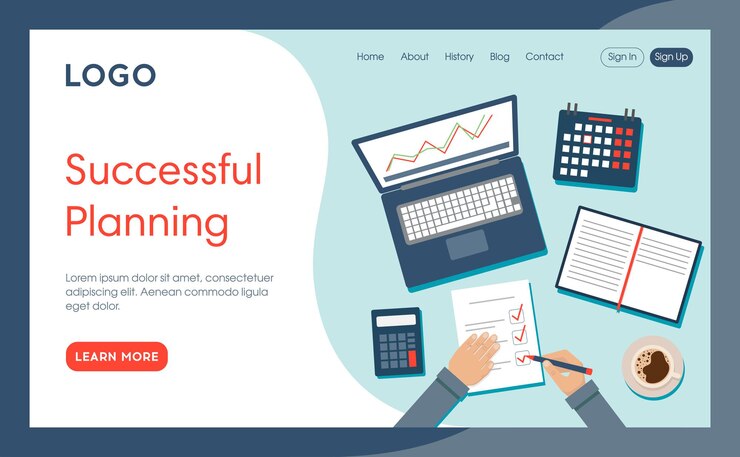 LOGO
Home About History Blog Contact Sign In Sign Up
Successful
Planning
Lorem ipsum dolor sit amet, consectetuer
adipiscing elit. Aenean commodo ligula
eget dolor.
LEARN MORE